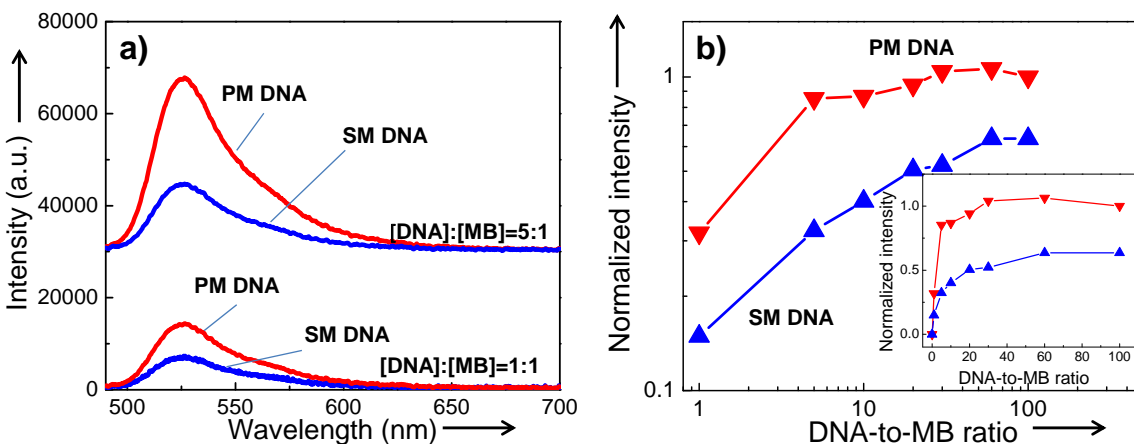 a)
80000
60000
40000
20000
0
Intensity (a.u.)
PM DNA
SM DNA
[DNA]:[MB]=5:1
PM DNA
SM DNA
[DNA]:[MB]=1:1
500
550
600
650
700
Wavelength (nm)
b)
1
0.1
Normalized intensity
PM DNA
SM DNA
1
10
100
DNA-to-MB ratio
1.0
0.5
0.0
Normalized intensity
0
20
40
60
80
100
DNA-to-MB ratio